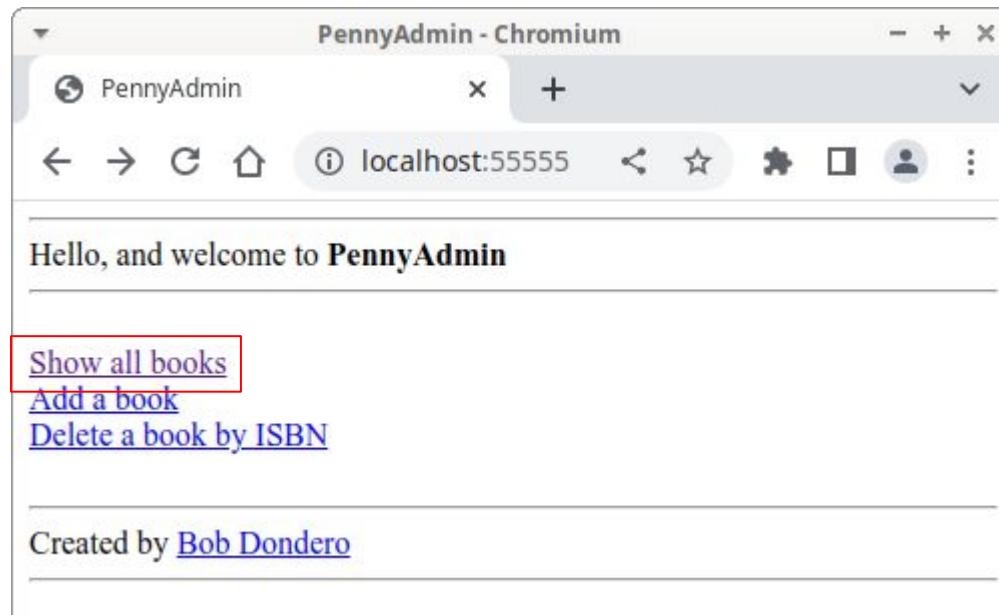 PennyAdmin - Chromium
PennyAdmin
localhost:55555
Hello, and welcome to PennyAdmin
Show all books
Add a book
Delete a book by ISBN
Created by Bob Dondero